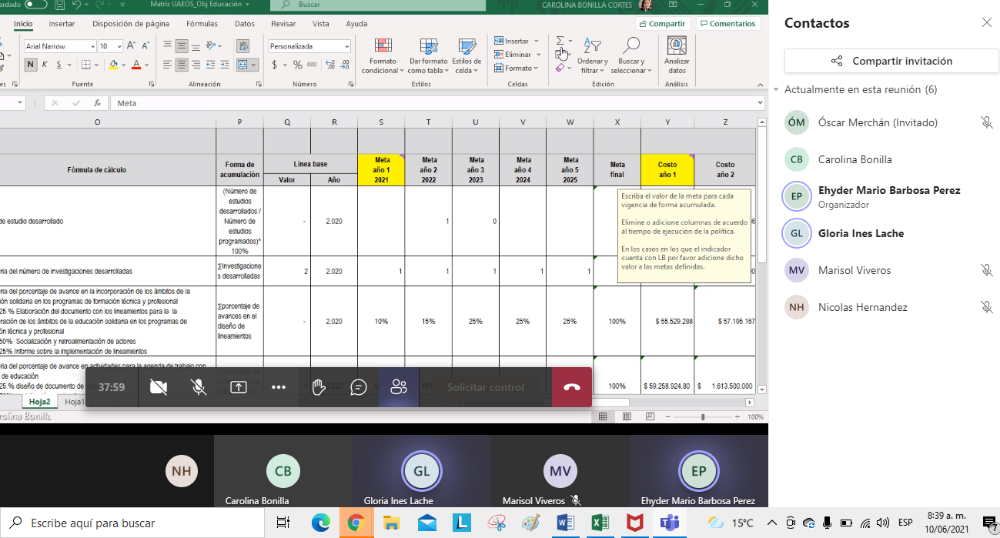 ardado
Matriz UAEOS_Obj Educación
Buscar
CAROLINA BONILLA CORTES
Inicio Insertar Disposición de página Fórmulas Datos Revisar Vista Ayuda
Compartir Comentarios
Arial Narrow 10
Personalizada
N K S
$ % 000
Formato condicional
Dar formato como tabla
Estilos de celda
Insertar
Eliminar
Formato
Ordenar y filtrar
Buscar y seleccionar
Analizar datos
es Fuente Alineación Número Estilos Celdas Edición Análisis
fx Meta
O P Q R S T U V W X Y Z
Fórmula de cálculo
Forma de acumulación
Línea base
Valor Año
Meta año 1 2021
Meta año 2 2022
Meta año 3 2023
Meta año 4 2024
Meta año 5 2025
Meta final
Costo año 1
Costo año 2
de estudio desarrollado
(Número de
estudios
desarrollados /
Número de
estudios
programados)*
100%
- 2.020 1 0
Escriba el valor de la meta para cada
vigencia de forma acumulada.
Elimine o adicione columnas de acuerdo
al tiempo de ejecución de la política.
En los casos en los que el indicador
cuenta con LB por favor adicione dicho
valor a las metas definidas.
ria del número de investigaciones desarrolladas
∑Investigacione
s desarrolladas
2 2.020 1 1 1 1 1
ria del porcentaje de avance en la incorporación de los ámbitos de la
ión solidaria en los programas de formación técnica y profesional
25 % Elaboración del documento con los lineamientos para la la
ración de los ámbitos de la educación solidaria en los programas de
ón técnica y profesional
50% Socialización y retroalimentación de actores
25% Informe sobre la implementación de lineamientos
∑porcentaje de
avances en el
diseño de
lineamientos
- 2.020 10% 15% 25% 25% 25% 100% $ 55.529.288 $ 57.195.167
ria del porcentaje de avance en actividades para la agenda de trabajo con
de educación
25 % diseño de documento de
100% $ 59.258.924,80 $ 1.613.500.000
37:59
Solicitar control
Hoja2 Hoja1
rolina Bonilla
100%
NH
CB
Carolina Bonilla
GL
Gloria Ines Lache
MV
Marisol Viveros
EP
Ehyder Mario Barbosa Perez
Contactos
Compartir invitación
Actualmente en esta reunión (6)
ÓM Óscar Merchán (Invitado)
CB Carolina Bonilla
EP Ehyder Mario Barbosa Perez
Organizador
GL Gloria Ines Lache
MV Marisol Viveros
NH Nicolas Hernandez
Escribe aquí para buscar
15°C
ESP
8:39 a. m.
10/06/2021
7